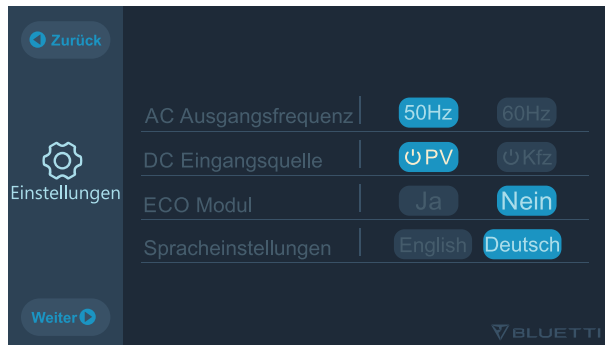 Zurück
AC Ausgangsfrequenz 50Hz 60Hz
DC Eingangsquelle PV Kfz
Einstellungen
ECO Modul Ja Nein
Spracheinstellungen English Deutsch
Weiter
BLUETTI